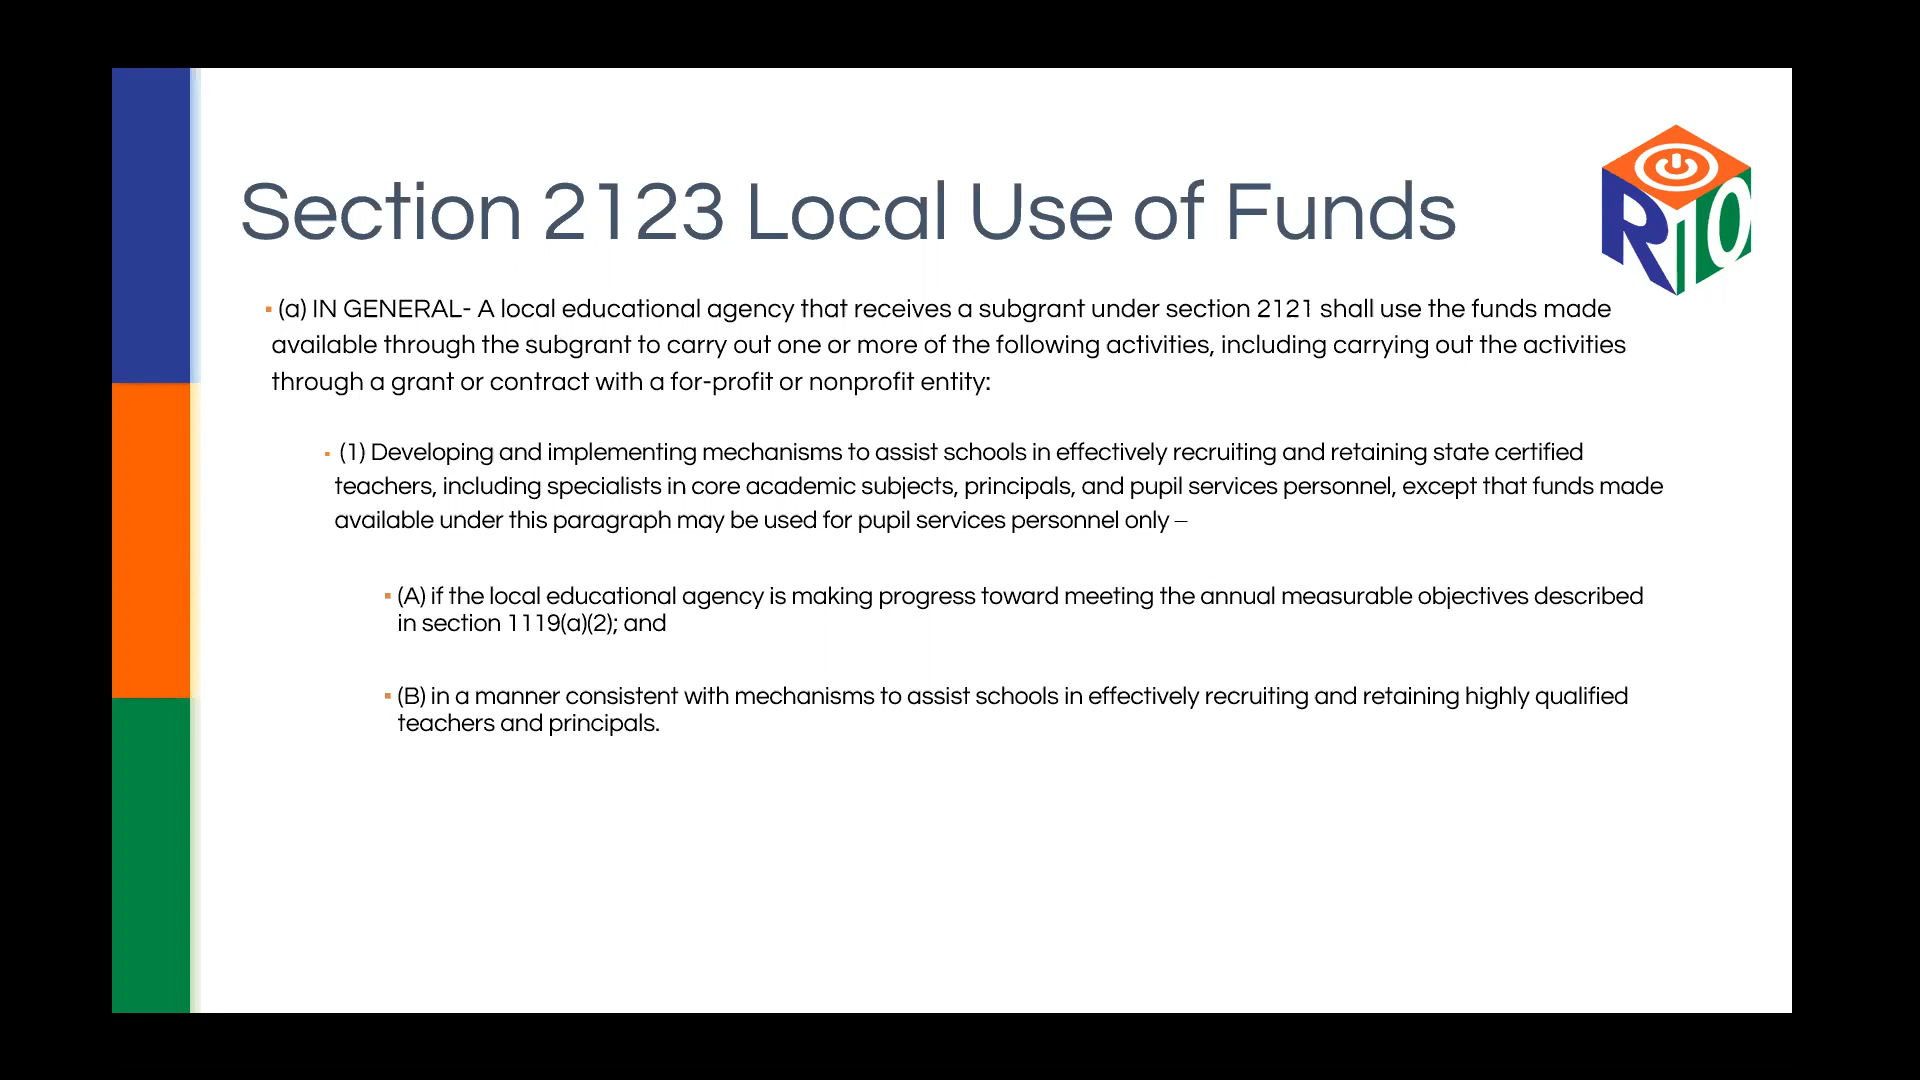 Section 2123 Local Use of Funds
R10
(a) IN GENERAL- A local educational agency that receives a subgrant under section 2121 shall use the funds made
available through the subgrant to carry out one or more of the following activities, including carrying out the activities
through a grant or contract with a for-profit or nonprofit entity:
(1) Developing and implementing mechanisms to assist schools in effectively recruiting and retaining state certified
teachers, including specialists in core academic subjects, principals, and pupil services personnel, except that funds made
available under this paragraph may be used for pupil services personnel only –
(A) if the local educational agency is making progress toward meeting the annual measurable objectives described
in section 1119(a)(2); and
(B) in a manner consistent with mechanisms to assist schools in effectively recruiting and retaining highly qualified
teachers and principals.